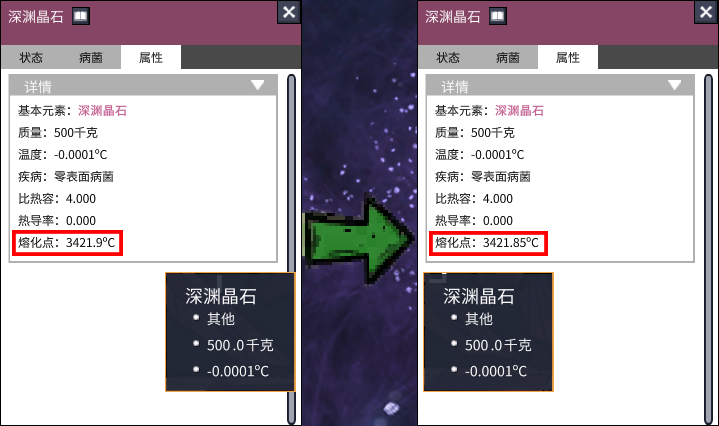 深渊晶石
状态 病菌 属性
详情
基本元素：深渊晶石
质量：500千克
温度：-0.0001ºC
疾病：零表面病菌
比热容：4.000
热导率：0.000
熔化点：3421.9ºC
深渊晶石
其他
500.0千克
-0.0001ºC
深渊晶石
状态 病菌 属性
详情
基本元素：深渊晶石
质量：500千克
温度：-0.0001ºC
疾病：零表面病菌
比热容：4.000
热导率：0.000
熔化点：3421.85ºC
深渊晶石
其他
500.0千克
-0.0001ºC